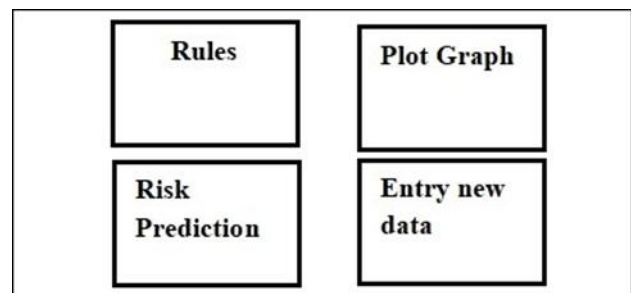 Rules
Plot Graph
Risk
Prediction
Entry new
data